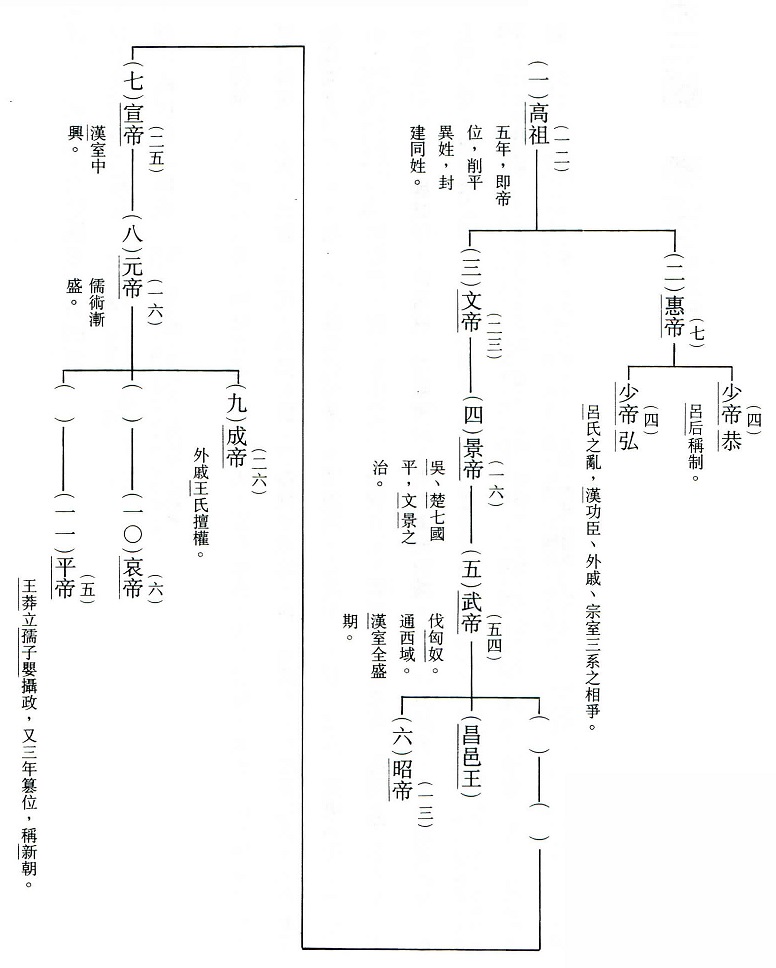 (一)高祖
(一二)
五年,即帝
位,削平
異姓,封
建同姓。
(二)惠帝
(七)
少帝恭
(四)
呂后稱制。
少帝弘
(四)
呂氏之亂,漢功臣、外戚、宗室三系之相爭。
(三)文帝
(二三)
(四)景帝
(一六)
吳、楚七國
平,文景之
治。
(五)武帝
(五四)
伐匈奴。
通西域。
漢室全盛
期。
( )
( )
(昌邑王)
(六)昭帝
(一三)
(七)宣帝
(二五)
漢室中
興。
(八)元帝
(一六)
儒術漸
盛。
(九)成帝
(二六)
外戚王氏擅權。
( )
(一〇)哀帝
(六)
( )
(一一)平帝
(五)
王莽立孺子嬰攝政,又三年篡位,稱新朝。